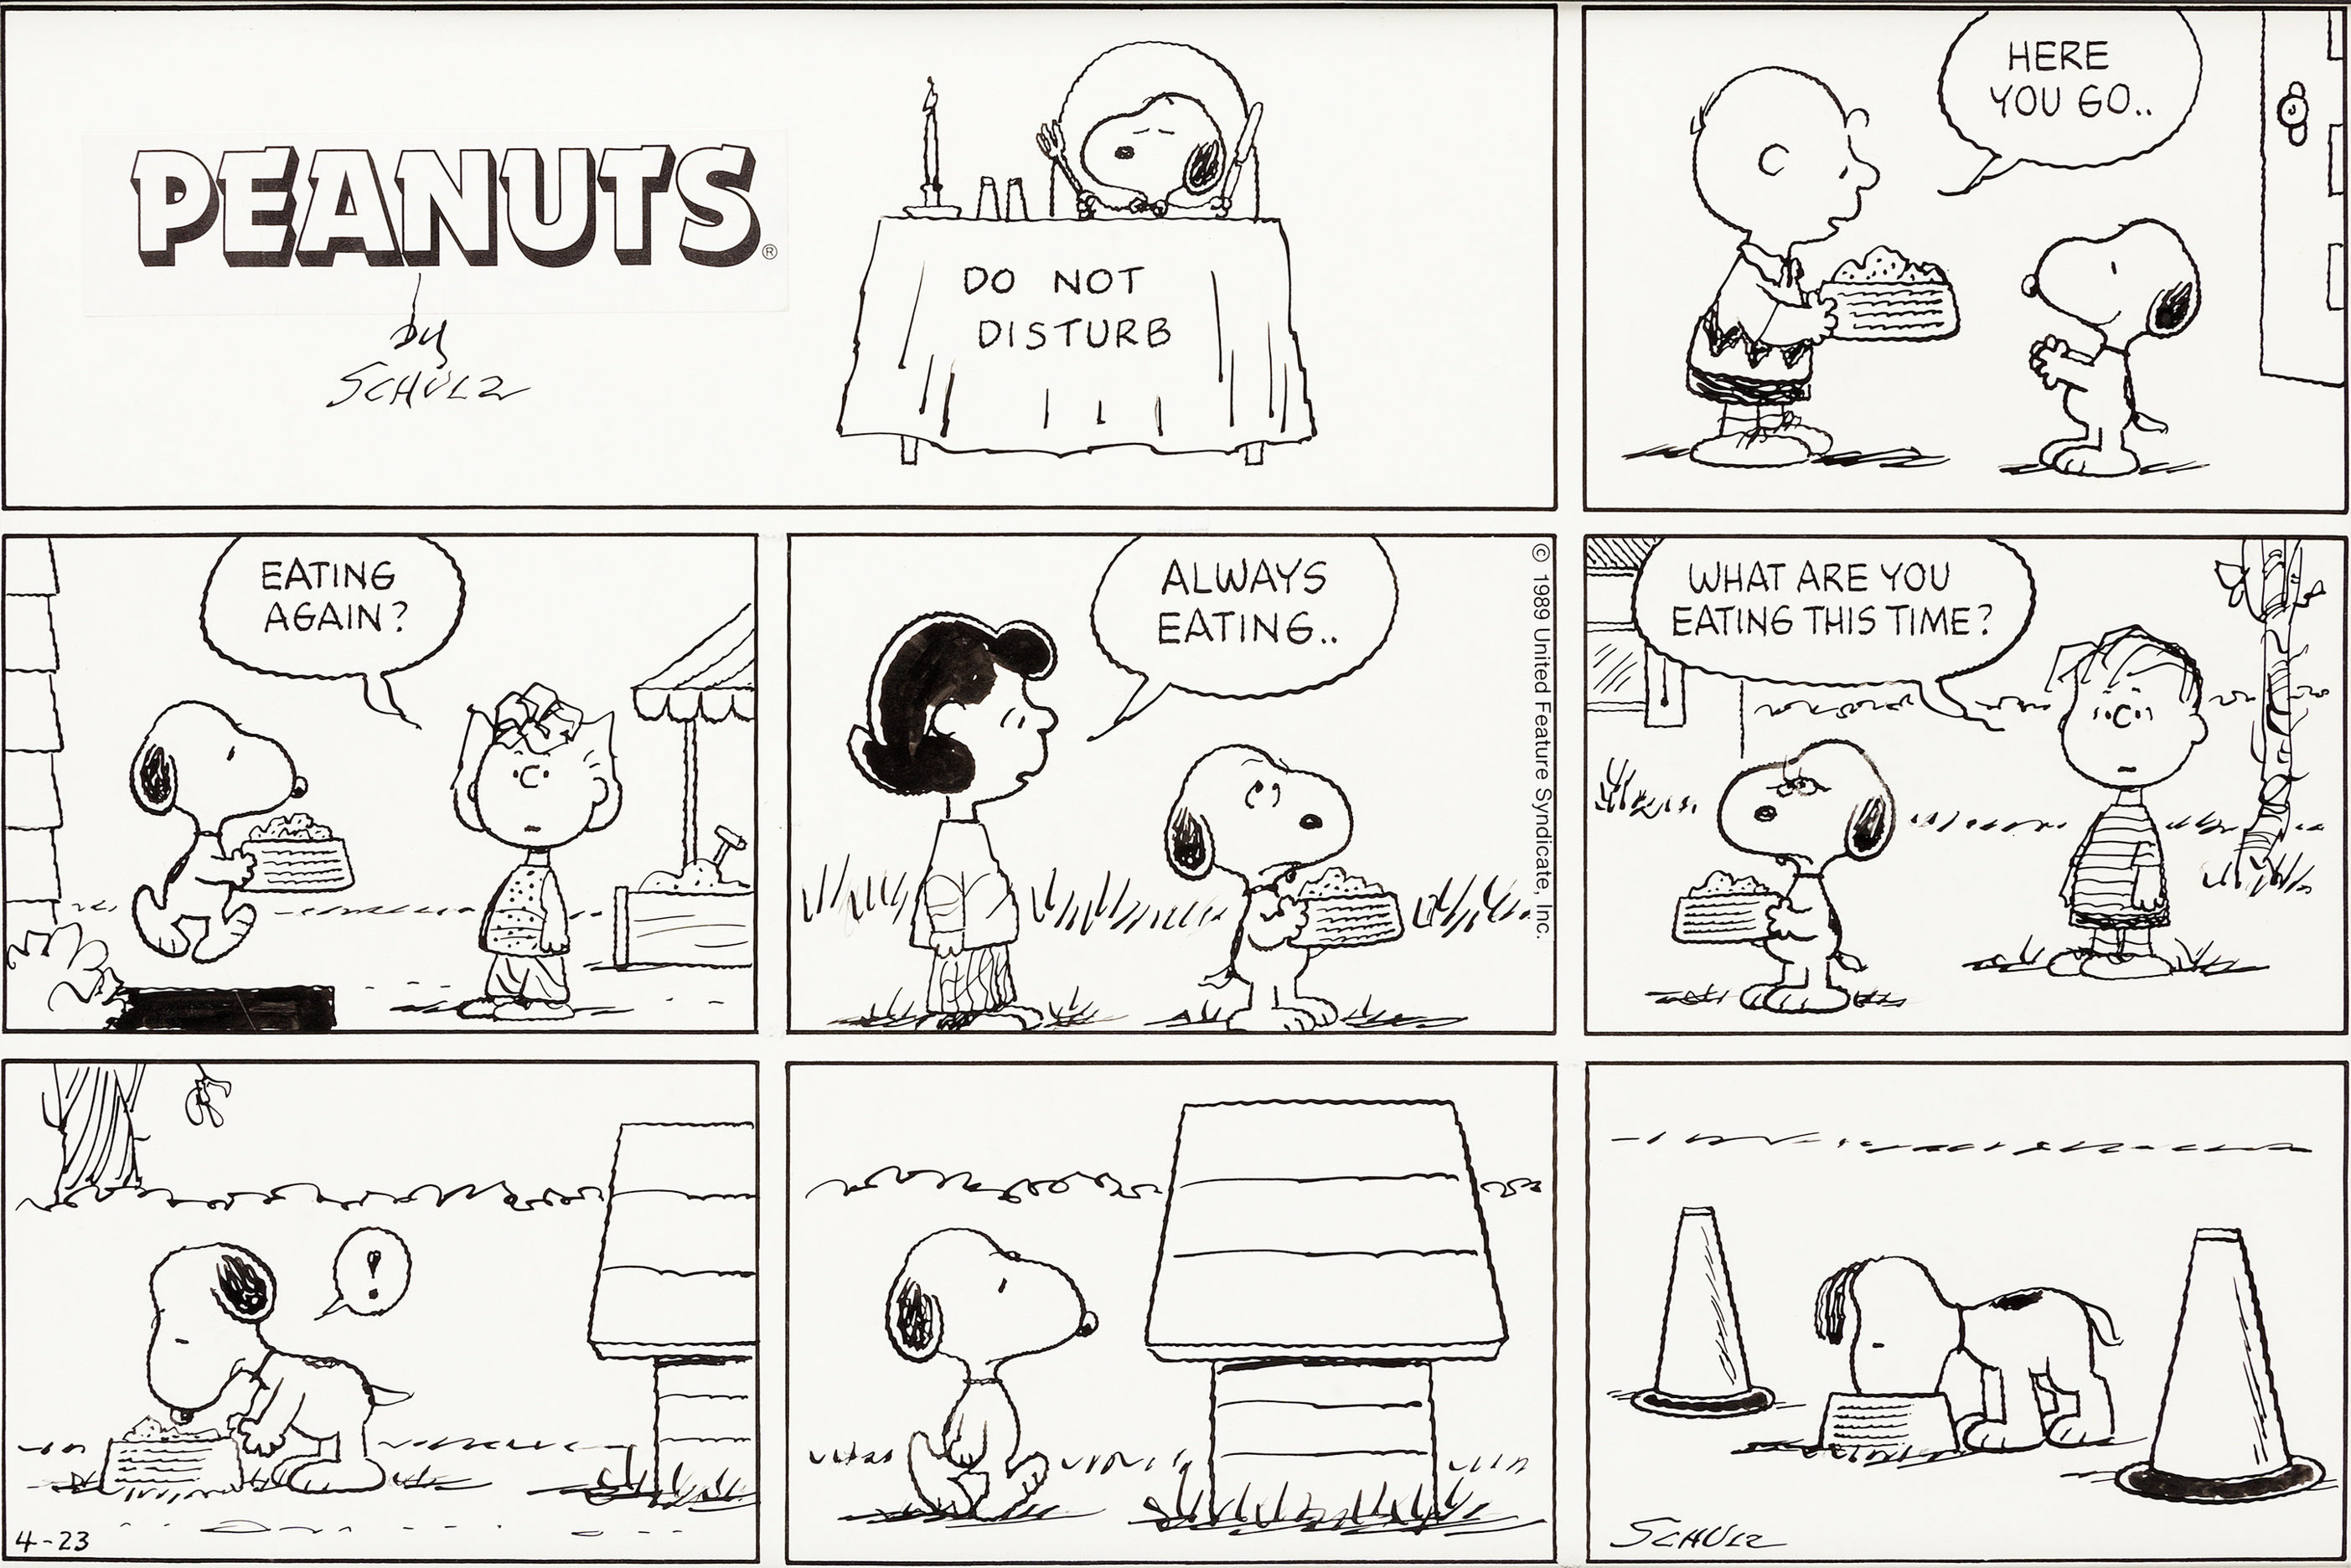 PEANUTS®
by
SCHULZ
DO NOT
DISTURB
HERE
YOU GO..
EATING
AGAIN?
ALWAYS
EATING..
© 1989 United Feature Syndicate, Inc.
WHAT ARE YOU
EATING THIS TIME?
!
4-23
SCHULZ